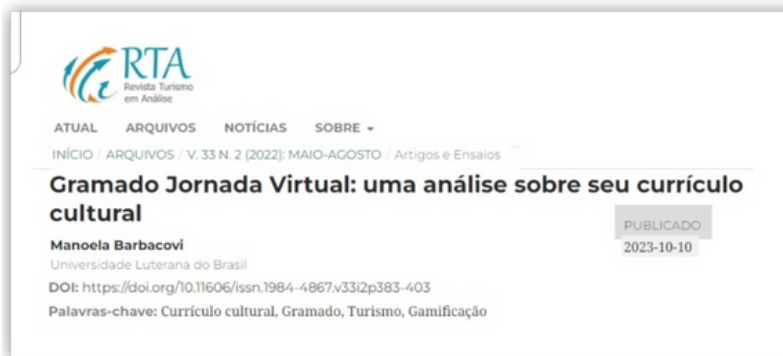 RTA
Revista Turismo
em Análise
ATUAL ARQUIVOS NOTÍCIAS SOBRE
INÍCIO / ARQUIVOS / V. 33 N. 2 (2022): MAIO-AGOSTO / Artigos e Ensaios
Gramado Jornada Virtual: uma análise sobre seu currículo
cultural
PUBLICADO
2023-10-10
Manoela Barbacovi
Universidade Luterana do Brasil
DOI: https://doi.org/10.11606/issn.1984-4867.v33i2p383-403
Palavras-chave: Currículo cultural, Gramado, Turismo, Gamificação